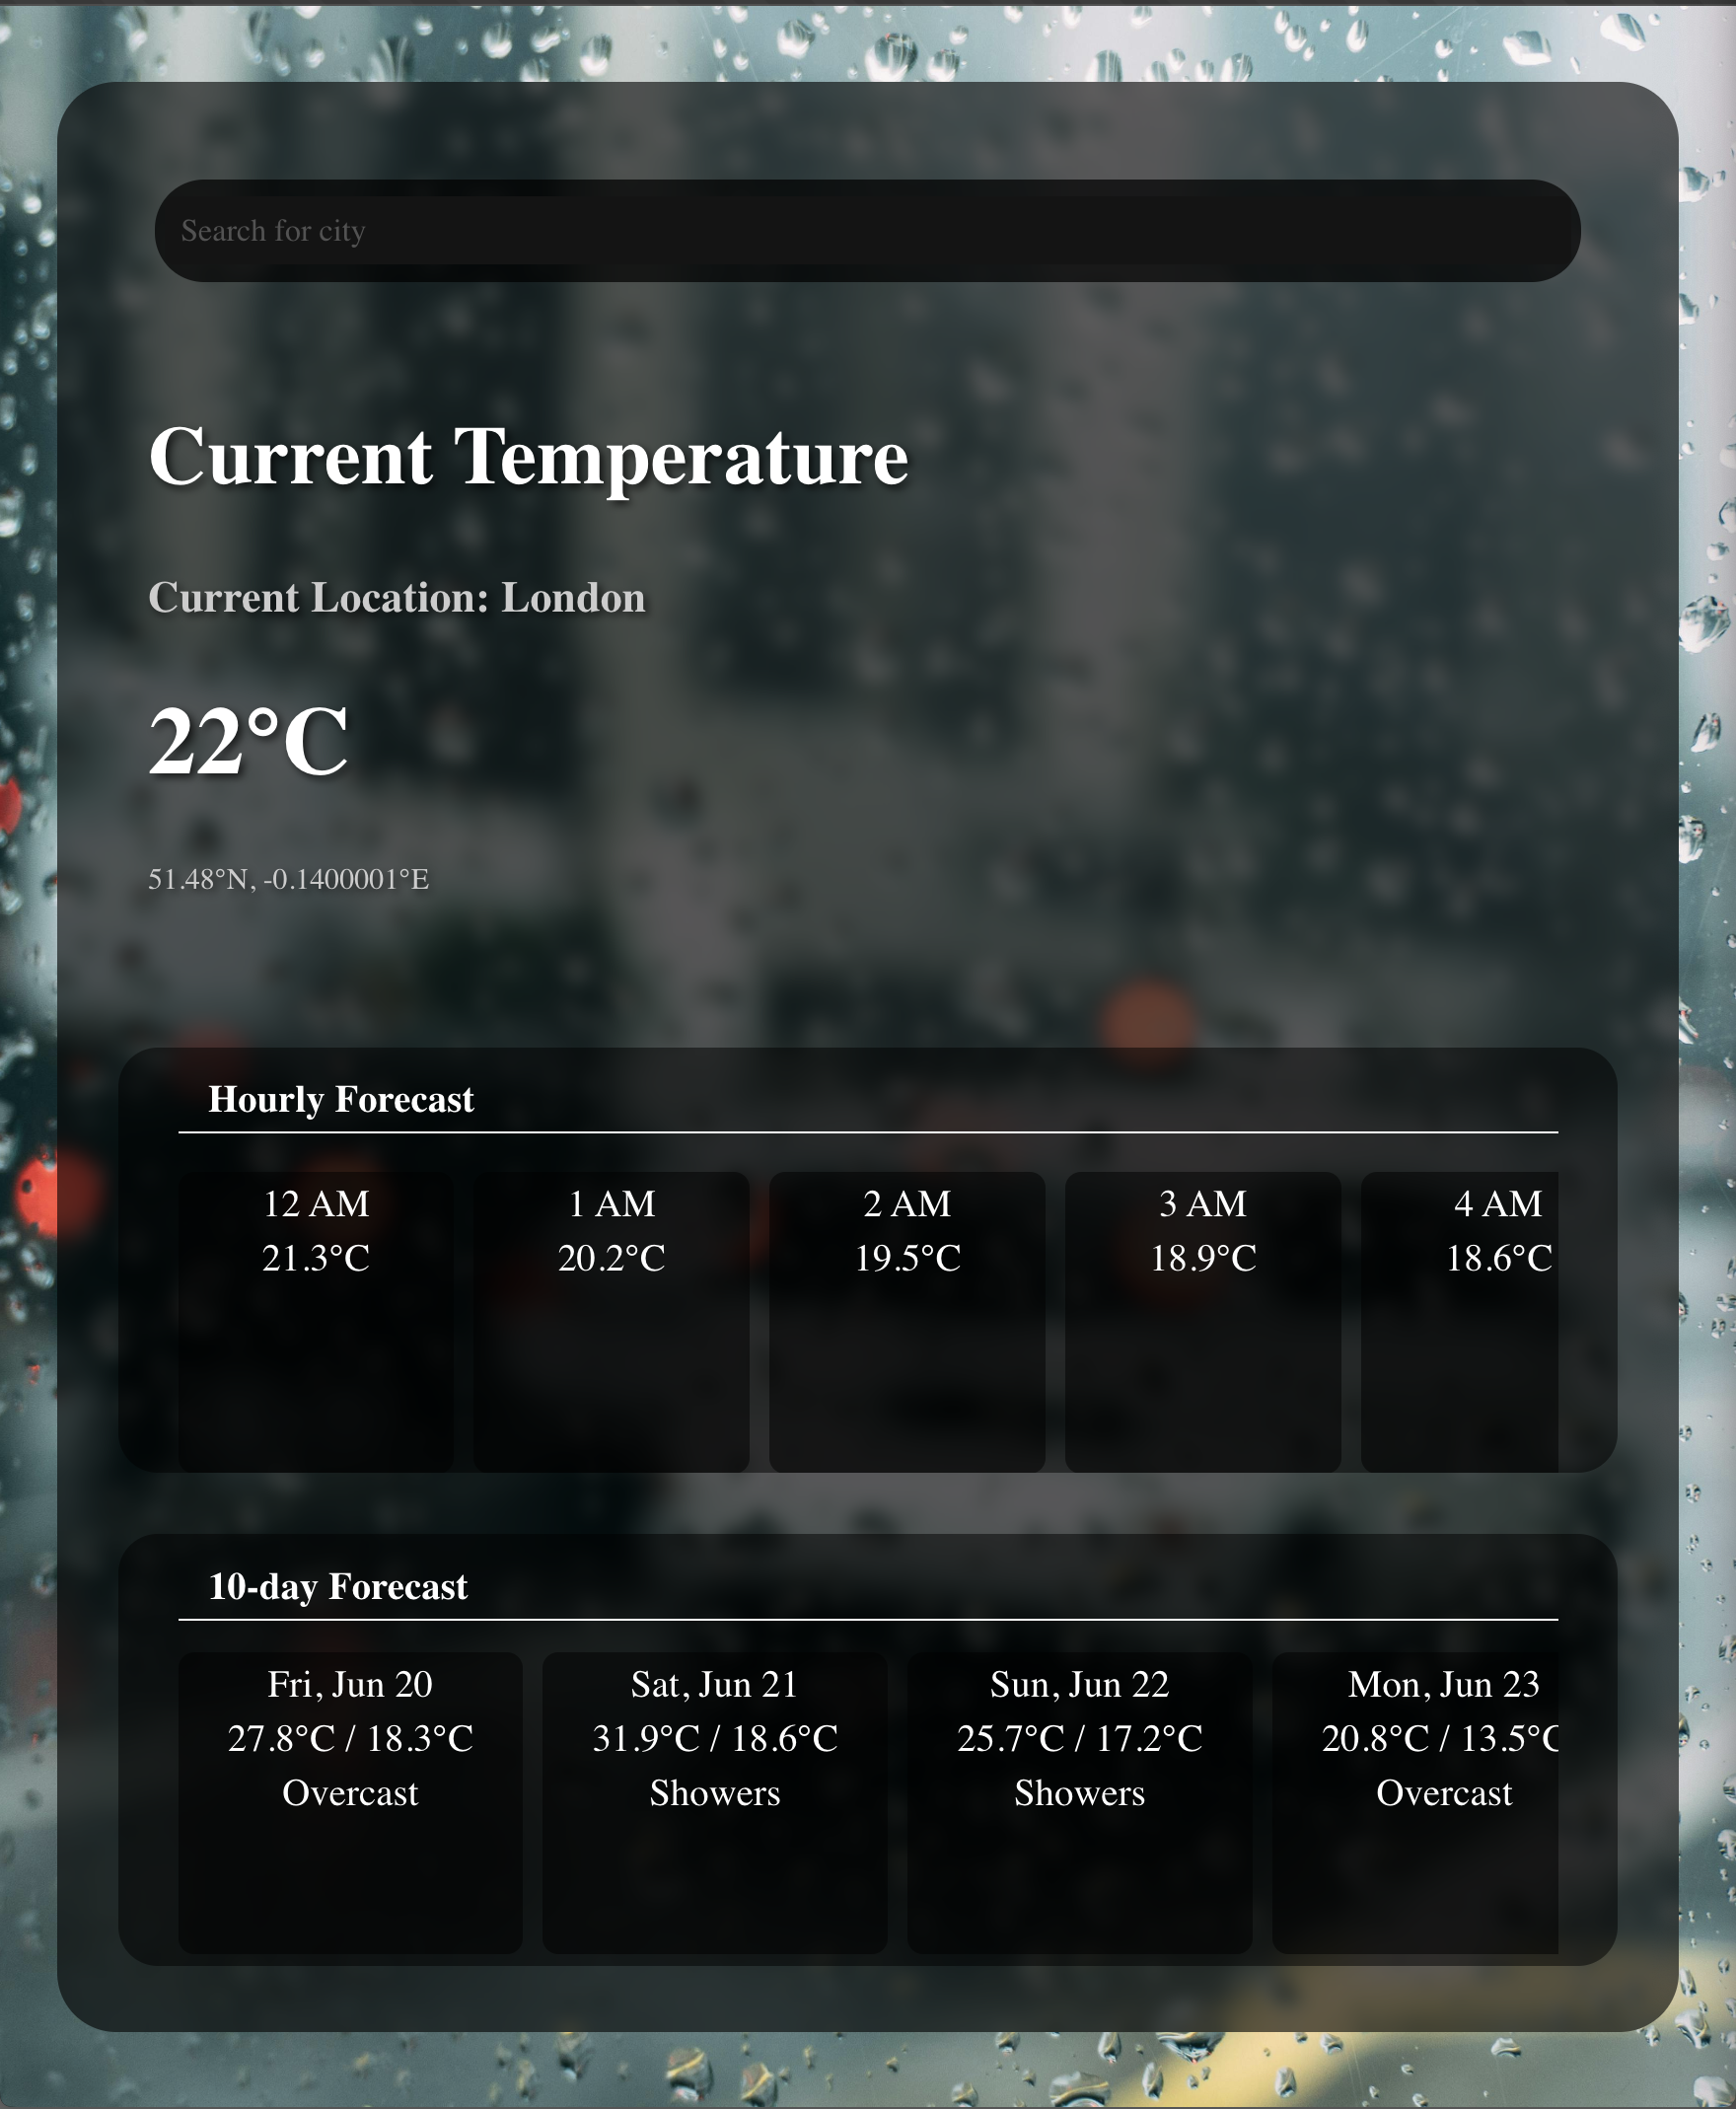 Search for city
Current Temperature
Current Location: London
22°C
51.48°N, -0.1400001°E
Hourly Forecast
12 AM 1 AM 2 AM 3 AM 4 AM
21.3°C 20.2°C 19.5°C 18.9°C 18.6°C
10-day Forecast
Fri, Jun 20 Sat, Jun 21 Sun, Jun 22 Mon, Jun 23
27.8°C / 18.3°C 31.9°C / 18.6°C 25.7°C / 17.2°C 20.8°C / 13.5°C
Overcast Showers Showers Overcast